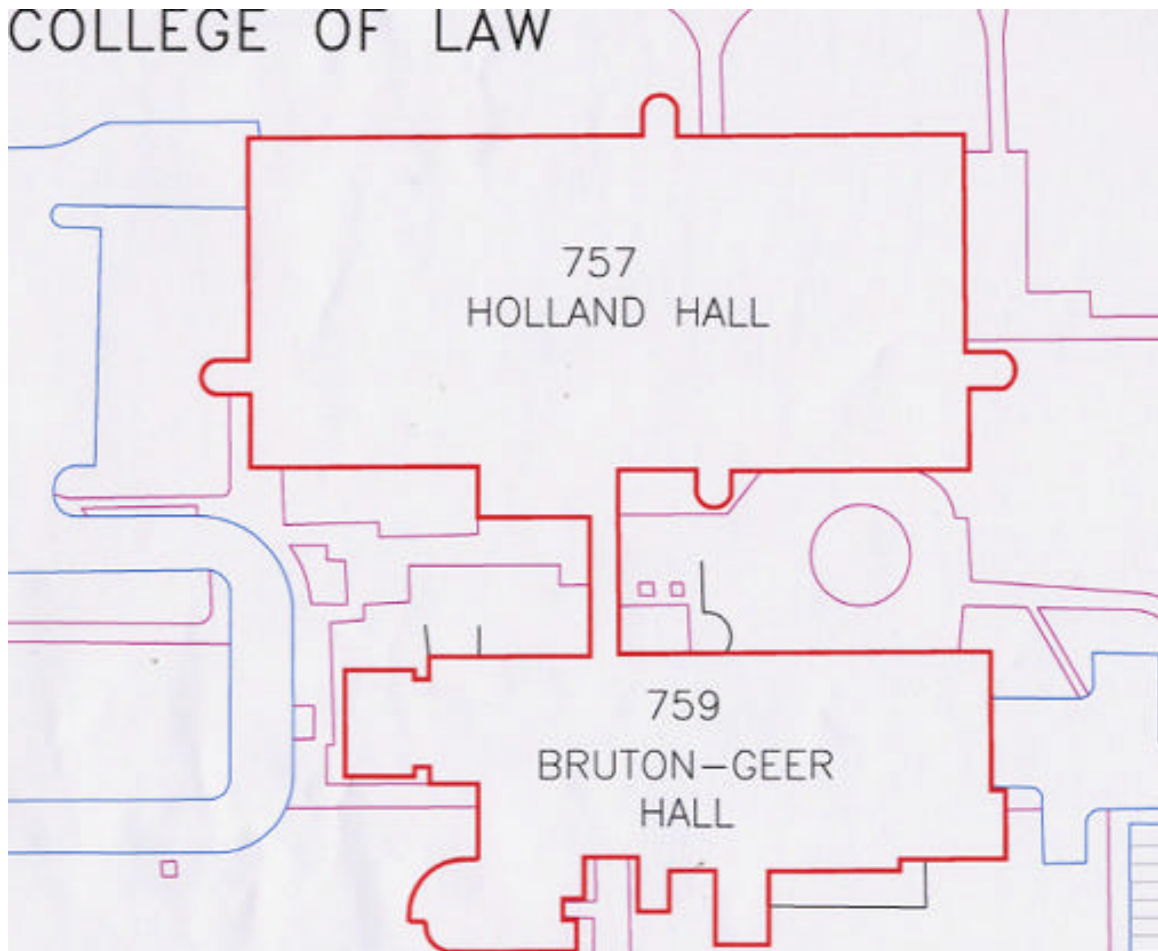 COLLEGE OF LAW
757
HOLLAND HALL
759
BRUTON-GEER
HALL